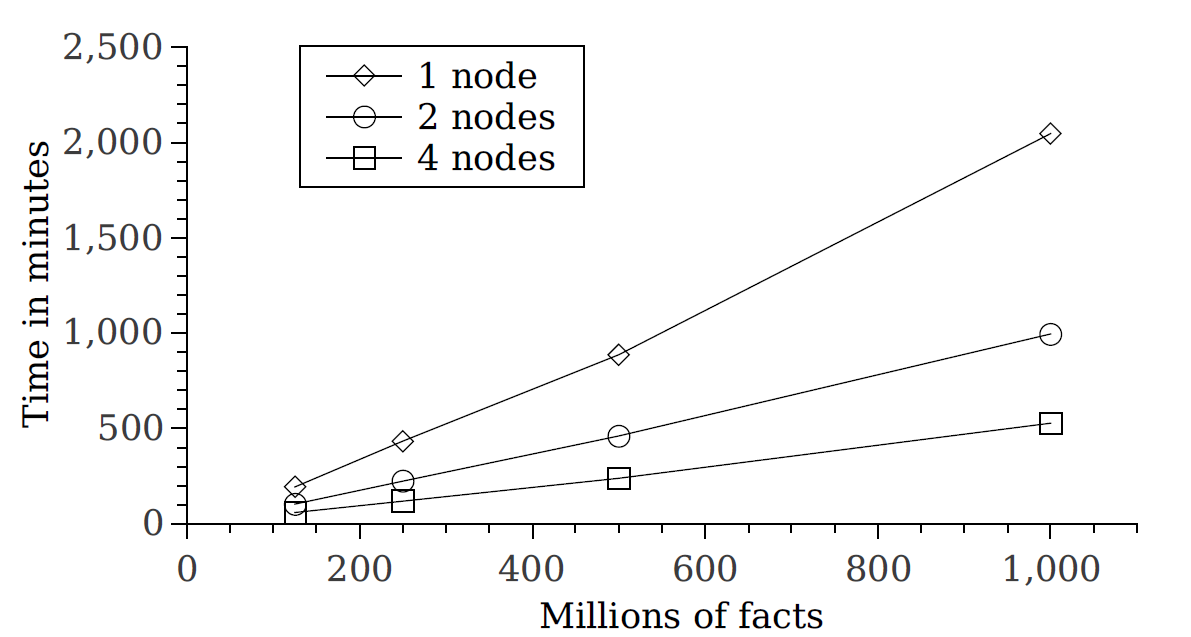 2,500
2,000
1,500
1,000
500
0
Time in minutes
1 node
2 nodes
4 nodes
0 200 400 600 800 1,000
Millions of facts